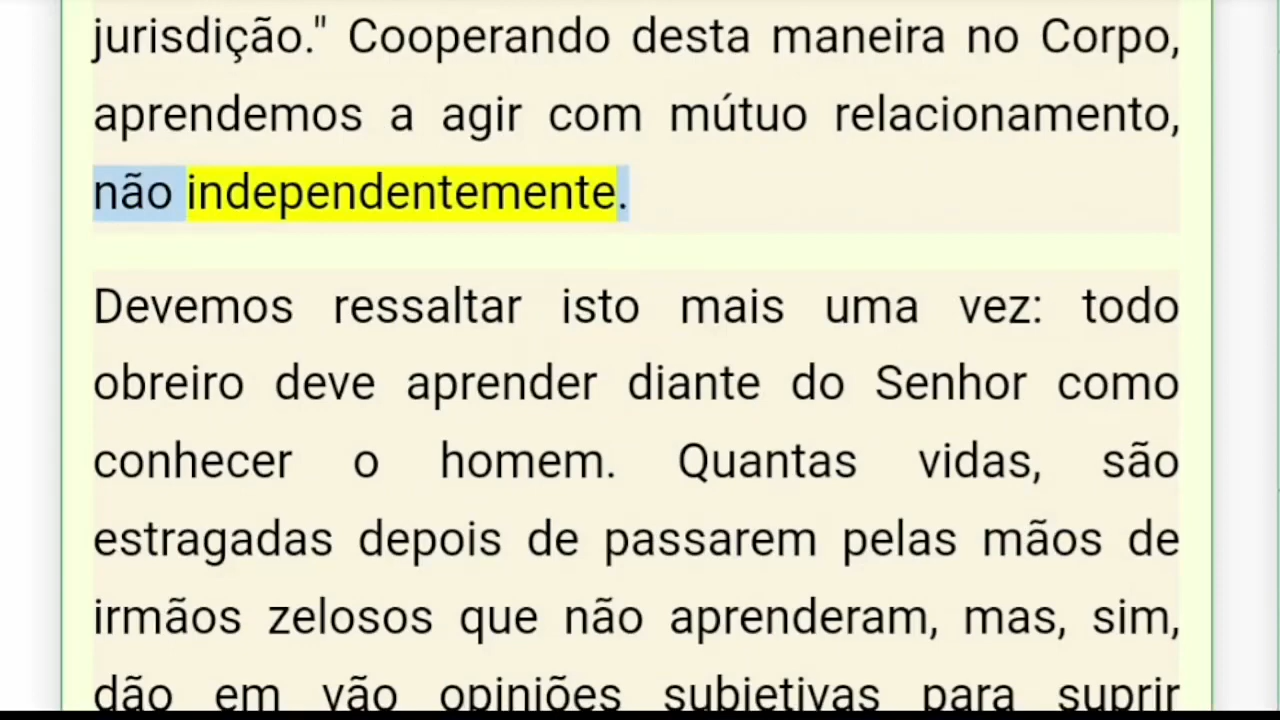 jurisdição." Cooperando desta maneira no Corpo,
aprendemos a agir com mútuo relacionamento,
não independentemente.
Devemos ressaltar isto mais uma vez: todo
obreiro deve aprender diante do Senhor como
conhecer o homem. Quantas vidas, são
estragadas depois de passarem pelas mãos de
irmãos zelosos que não aprenderam, mas, sim,
dão em vão opiniões subjetivas para suprir